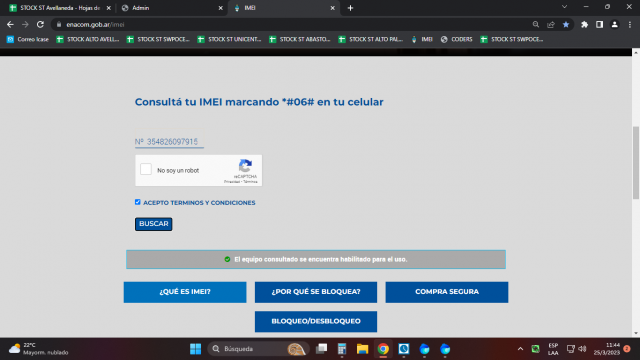 STOCK ST Avellaneda - Hojas de
Admin
IMEI
enacom.gob.ar/imei
Correo Icase
STOCK ALTO AVELL...
STOCK ST SWPOCE...
STOCK ST UNICENT...
STOCK ST ABASTO...
STOCK ST ALTO PAL...
IMEI
CODERS
STOCK ST SWPOCE...
Consultá tu IMEI marcando *#06# en tu celular
Nº 354826097915
No soy un robot
reCAPTCHA
Privacidad - Términos
ACEPTO TERMINOS Y CONDICIONES
BUSCAR
El equipo consultado se encuentra habilitado para el uso.
¿QUÉ ES IMEI?
¿POR QUÉ SE BLOQUEA?
COMPRA SEGURA
BLOQUEO/DESBLOQUEO
22°C
Mayorm. nublado
Búsqueda
ESP
LAA
11:44
25/3/2023